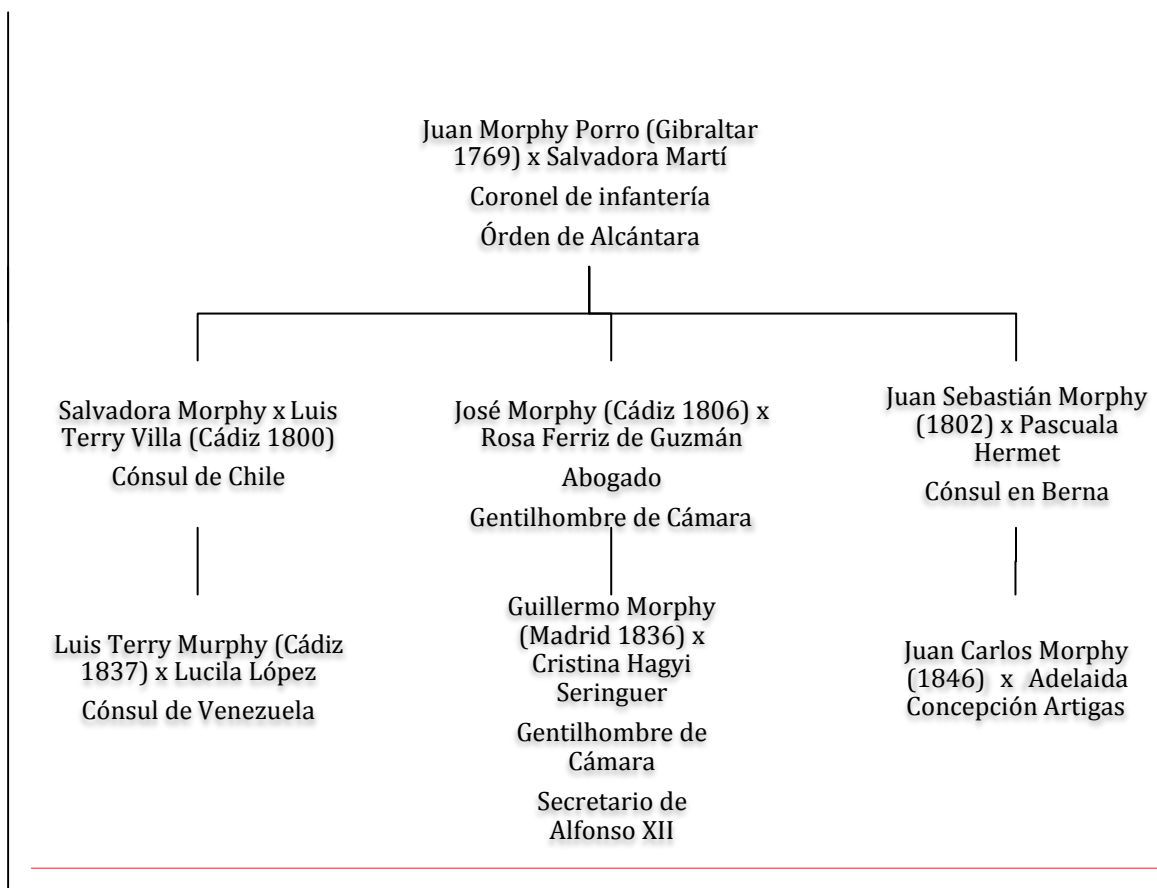 Juan Morphy Porro (Gibraltar
1769) x Salvadora Martí
Coronel de infantería
Órden de Alcántara
Salvadora Morphy x Luis
Terry Villa (Cádiz 1800)
Cónsul de Chile
José Morphy (Cádiz 1806) x
Rosa Ferriz de Guzmán
Abogado
Gentilhombre de Cámara
Juan Sebastián Morphy
(1802) x Pascuala
Hermet
Cónsul en Berna
Luis Terry Murphy (Cádiz
1837) x Lucila López
Cónsul de Venezuela
Guillermo Morphy
(Madrid 1836) x
Cristina Hagyi
Seringuer
Gentilhombre de
Cámara
Secretario de
Alfonso XII
Juan Carlos Morphy
(1846) x Adelaida
Concepción Artigas